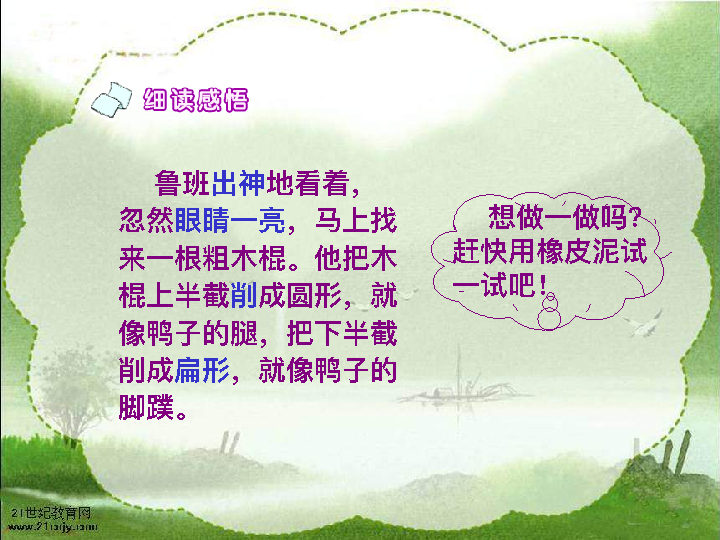 细读感悟
鲁班出神地看着，
忽然眼睛一亮，马上找
来一根粗木棍。他把木
棍上半截削成圆形，就
像鸭子的腿，把下半截
削成扁形，就像鸭子的
脚蹼。
想做一做吗？
赶快用橡皮泥试
一试吧！
21世纪教育网
www.21cnjy.com